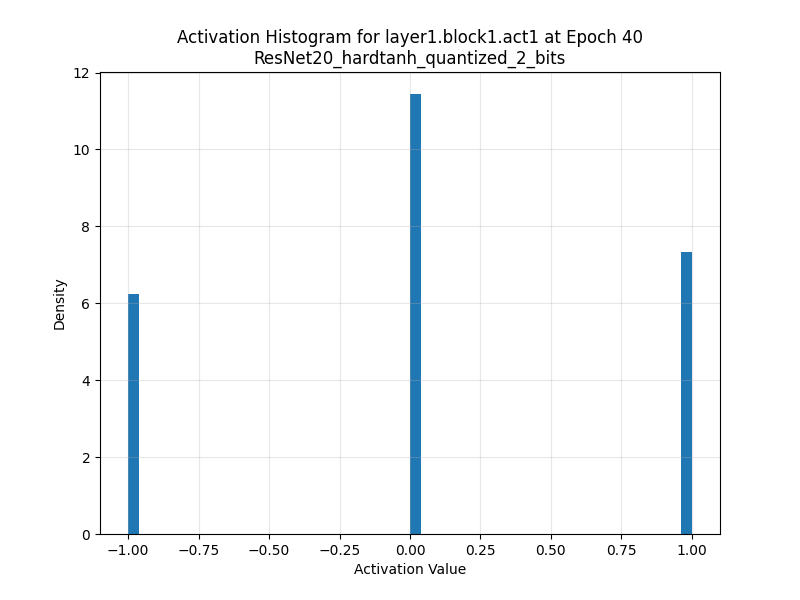 Activation Histogram for layer1.block1.act1 at Epoch 40
ResNet20_hardtanh_quantized_2_bits
12
10
8
6
4
2
0
Density
−1.00 −0.75 −0.50 −0.25 0.00 0.25 0.50 0.75 1.00
Activation Value